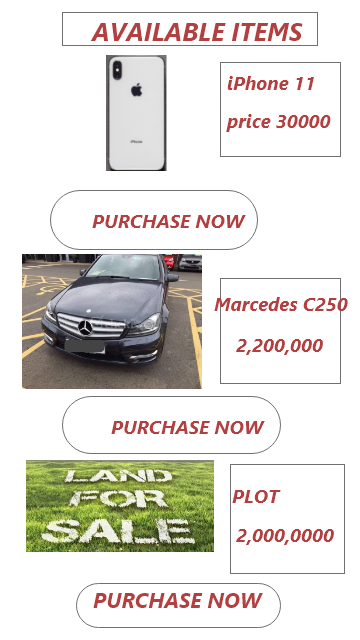 AVAILABLE ITEMS
iPhone 11
price 30000
iPhone
PURCHASE NOW
Marcedes C250
2,200,000
PURCHASE NOW
LAND
FOR
SALE
PLOT
2,000,0000
PURCHASE NOW